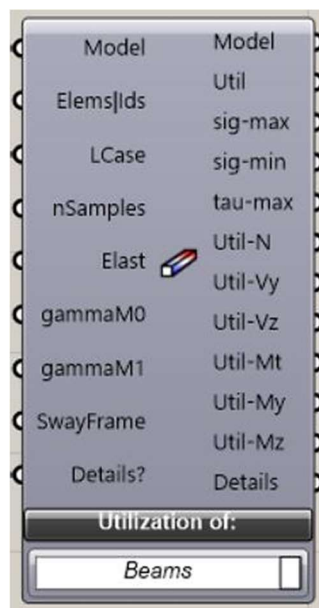 Model
Elems|Ids
LCase
nSamples
Elast
gammaM0
gammaM1
SwayFrame
Details?
Model
Util
sig-max
sig-min
tau-max
Util-N
Util-Vy
Util-Vz
Util-Mt
Util-My
Util-Mz
Details
Utilization of:
Beams